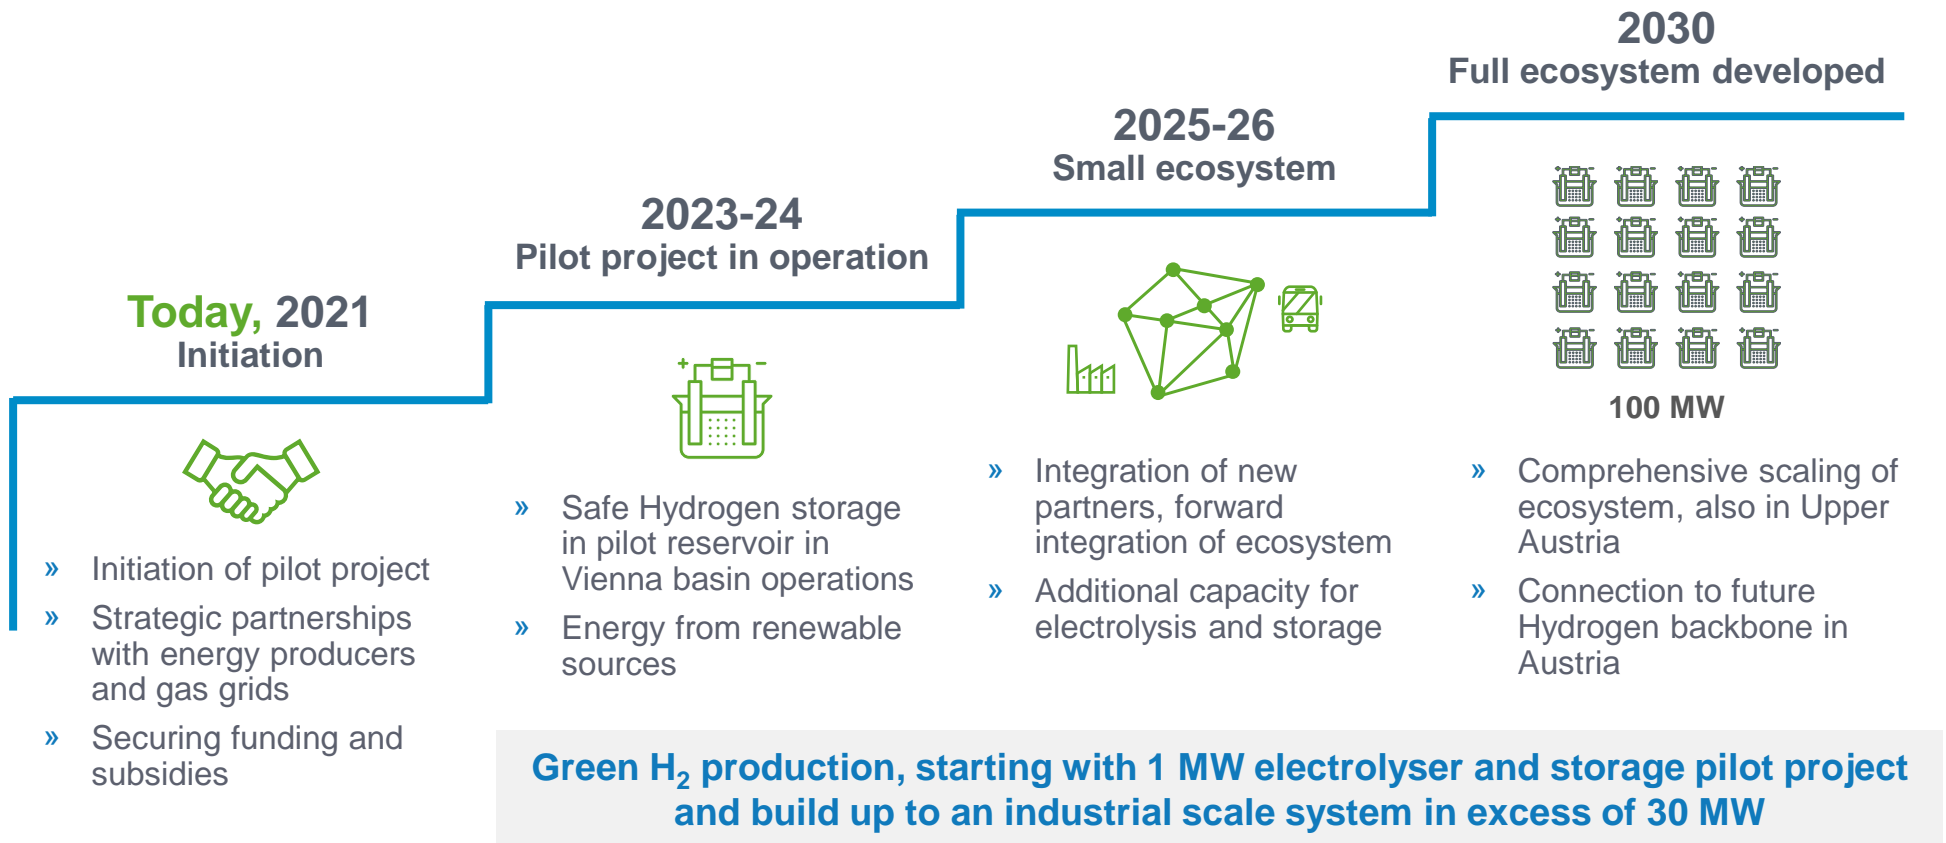 Today, 2021
Initiation
» Initiation of pilot project
» Strategic partnerships
with energy producers
and gas grids
» Securing funding and
subsidies
2023-24
Pilot project in operation
+ −
» Safe Hydrogen storage
in pilot reservoir in
Vienna basin operations
» Energy from renewable
sources
2025-26
Small ecosystem
» Integration of new
partners, forward
integration of ecosystem
» Additional capacity for
electrolysis and storage
2030
Full ecosystem developed
100 MW
» Comprehensive scaling of
ecosystem, also in Upper
Austria
» Connection to future
Hydrogen backbone in
Austria
Green H₂ production, starting with 1 MW electrolyser and storage pilot project
and build up to an industrial scale system in excess of 30 MW